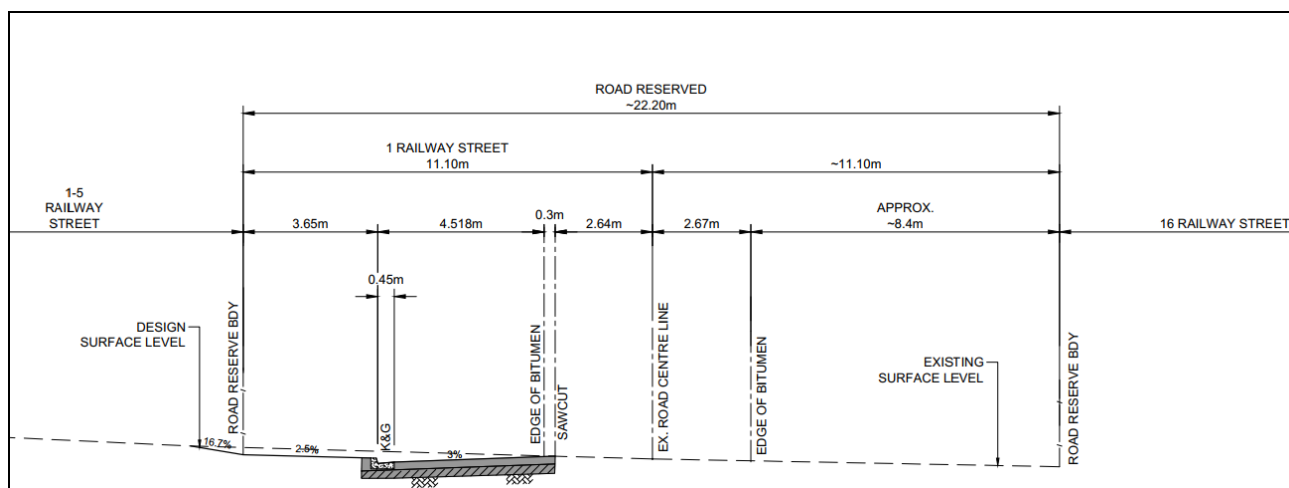 ROAD RESERVED
~22.20m
1 RAILWAY STREET
11.10m
~11.10m
1-5
RAILWAY
STREET
3.65m
4.518m
0.3m
2.64m
2.67m
APPROX.
~8.4m
16 RAILWAY STREET
0.45m
DESIGN
SURFACE LEVEL
ROAD RESERVE BDY
K&G
EDGE OF BITUMEN
SAWCUT
EX. ROAD CENTRE LINE
EDGE OF BITUMEN
EXISTING
SURFACE LEVEL
ROAD RESERVE BDY
16.7%
2.5%
3%